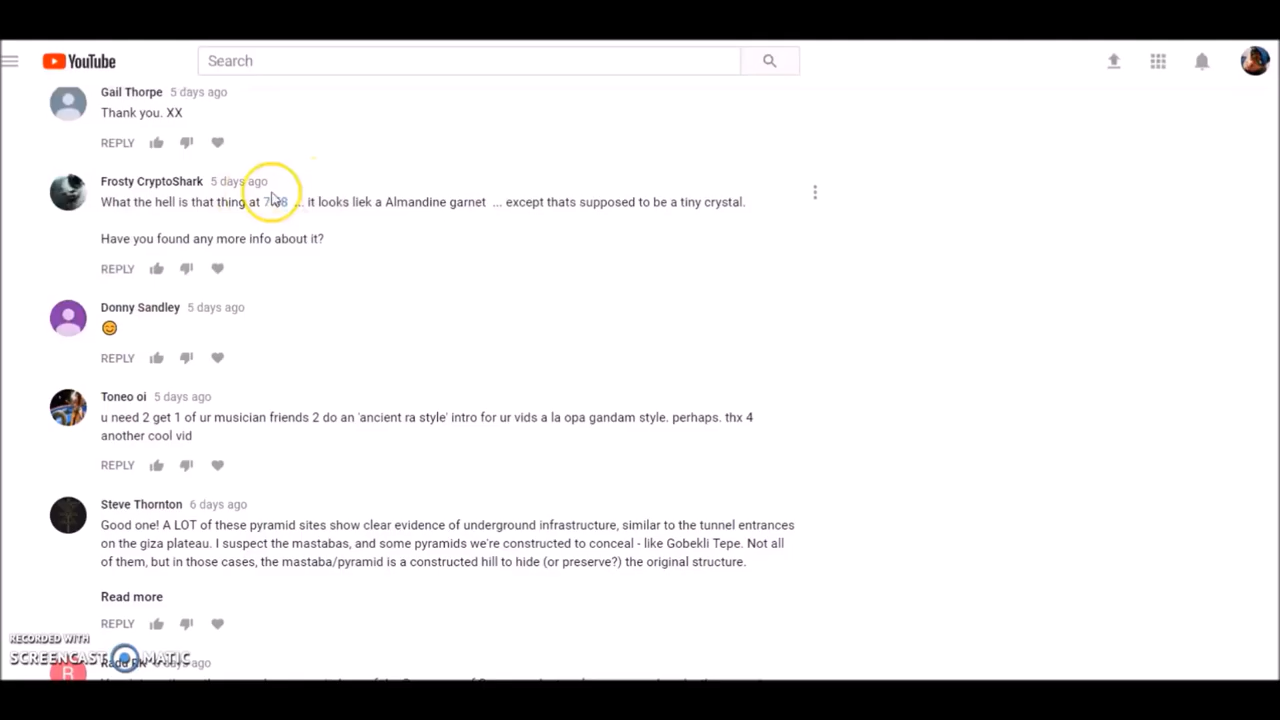 YouTube
Search
Gail Thorpe 5 days ago
Thank you. XX
REPLY
Frosty CryptoShark 5 days ago
What the hell is that thing at ... it looks liek a Almandine garnet ... except thats supposed to be a tiny crystal.
Have you found any more info about it?
REPLY
Donny Sandley 5 days ago
😊
REPLY
Toneo oi 5 days ago
u need 2 get 1 of ur musician friends 2 do an 'ancient ra style' intro for ur vids a la opa gandam style. perhaps. thx 4
another cool vid
REPLY
Steve Thornton 6 days ago
Good one! A LOT of these pyramid sites show clear evidence of underground infrastructure, similar to the tunnel entrances
on the giza plateau. I suspect the mastabas, and some pyramids we're constructed to conceal - like Gobekli Tepe. Not all
of them, but in those cases, the mastaba/pyramid is a constructed hill to hide (or preserve?) the original structure.
Read more
REPLY
RECORDED WITH
SCREENCAST MATIC
days ago
R